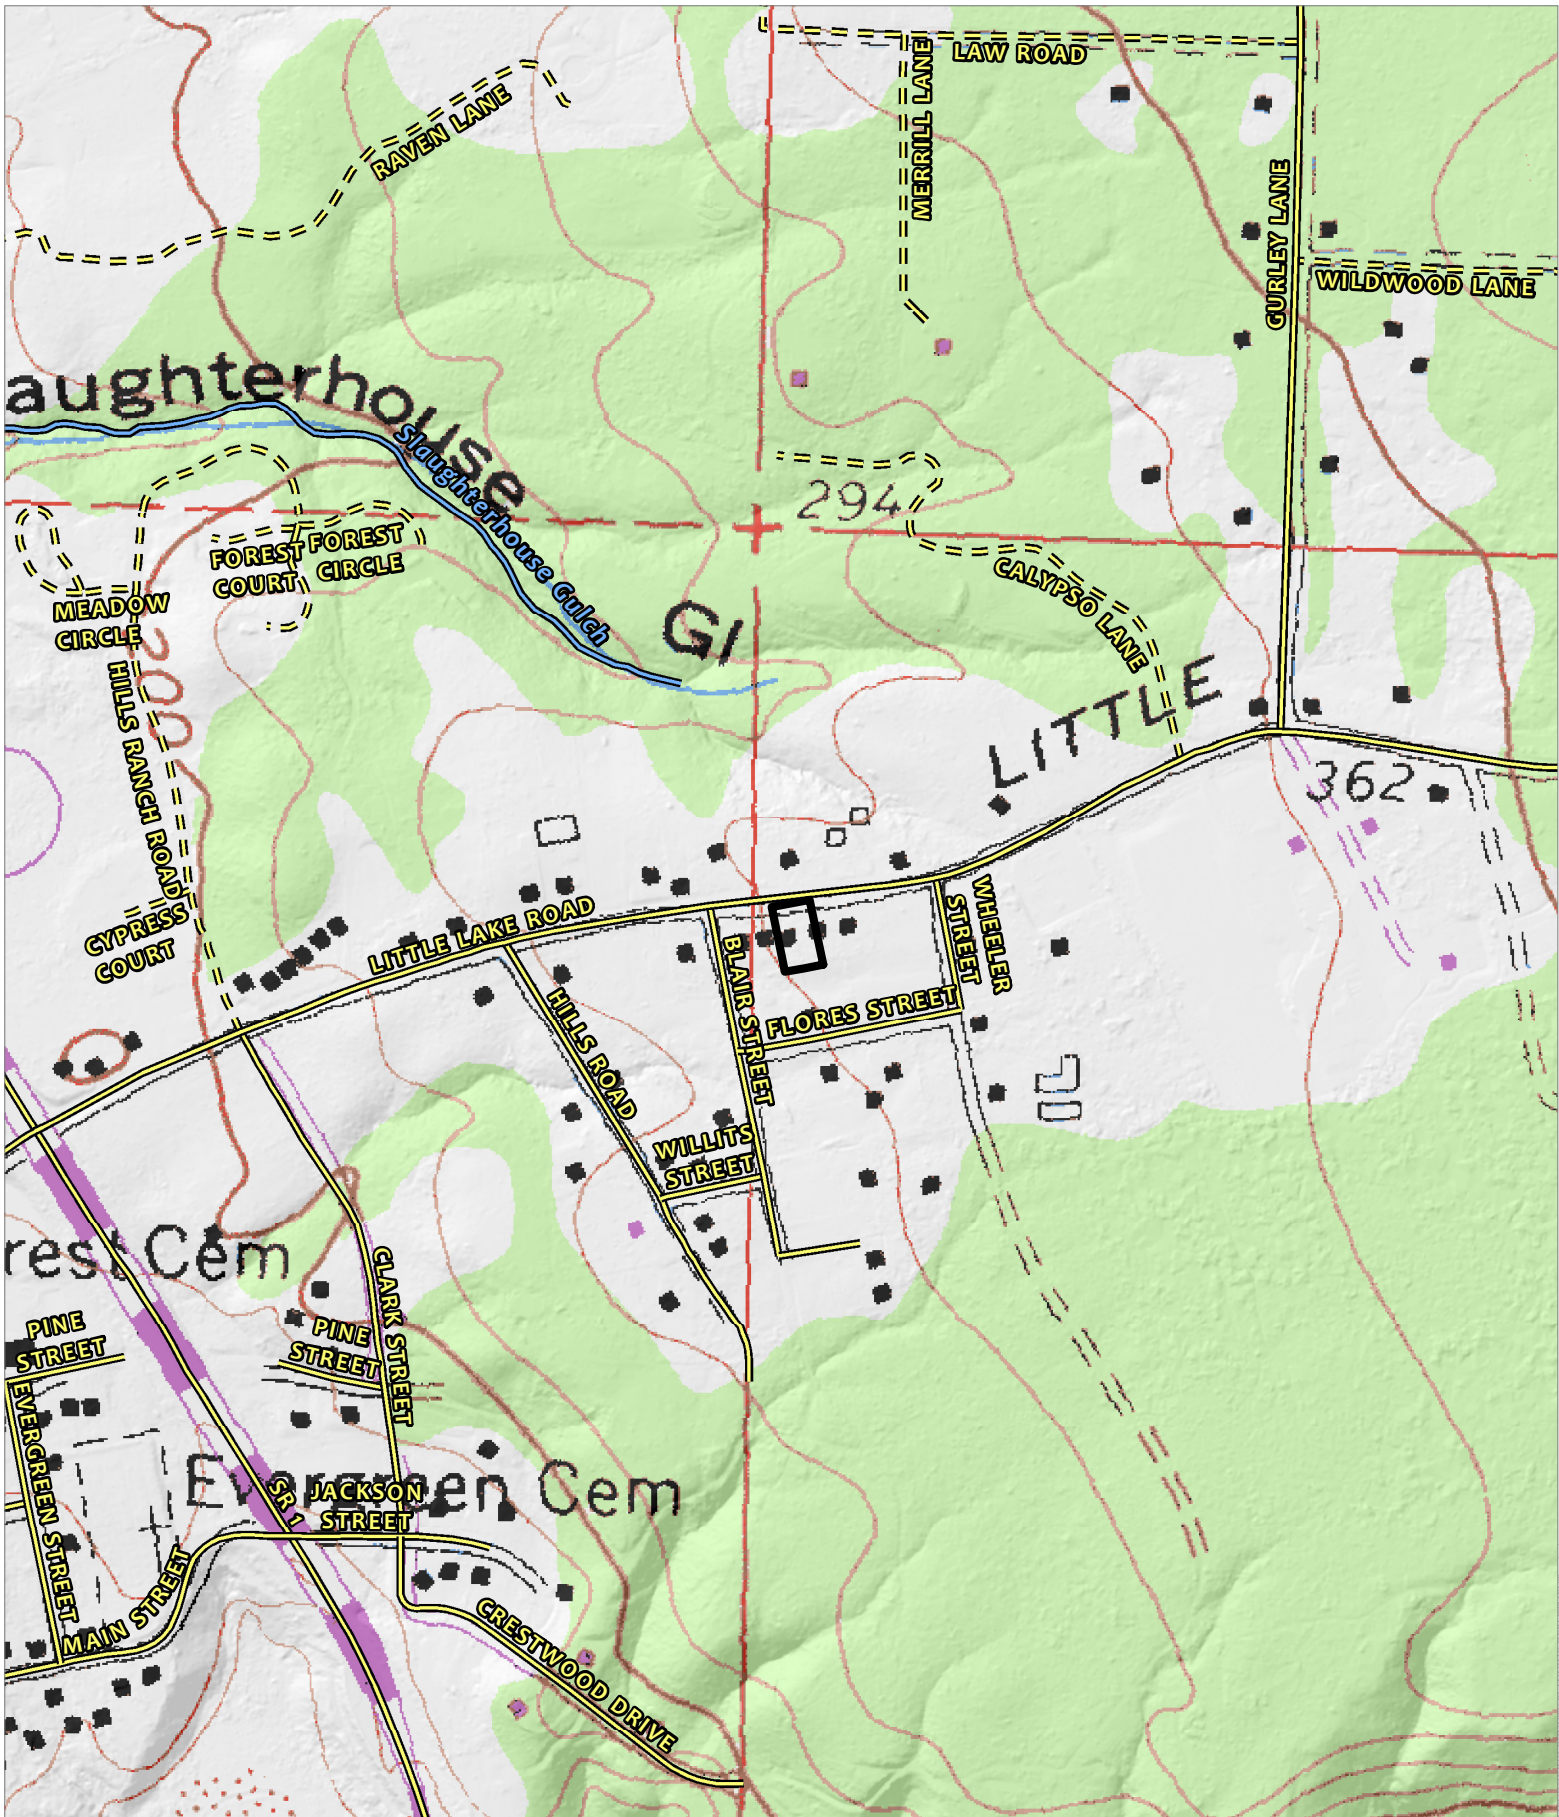 LAW ROAD
MERRILL LANE
RAVEN LANE
GURLEY LANE
WILDWOOD LANE
aughterhouse
Slaughterhouse Gulch
294
FOREST
COURT
FOREST
CIRCLE
CALYPSO LANE
MEADOW
CIRCLE
Gl
200
HILLS RANCH ROAD
LITTLE
362
CYPRESS
COURT
LITTLE LAKE ROAD
WHEELER
STREET
BLAIR STREET
FLORES STREET
HILLS ROAD
WILLITS
STREET
rest Cem
CLARK STREET
PINE
STREET
PINE
STREET
EVERGREEN STREET
Evergreen Cem
SR 1
JACKSON
STREET
MAIN STREET
CRESTWOOD DRIVE